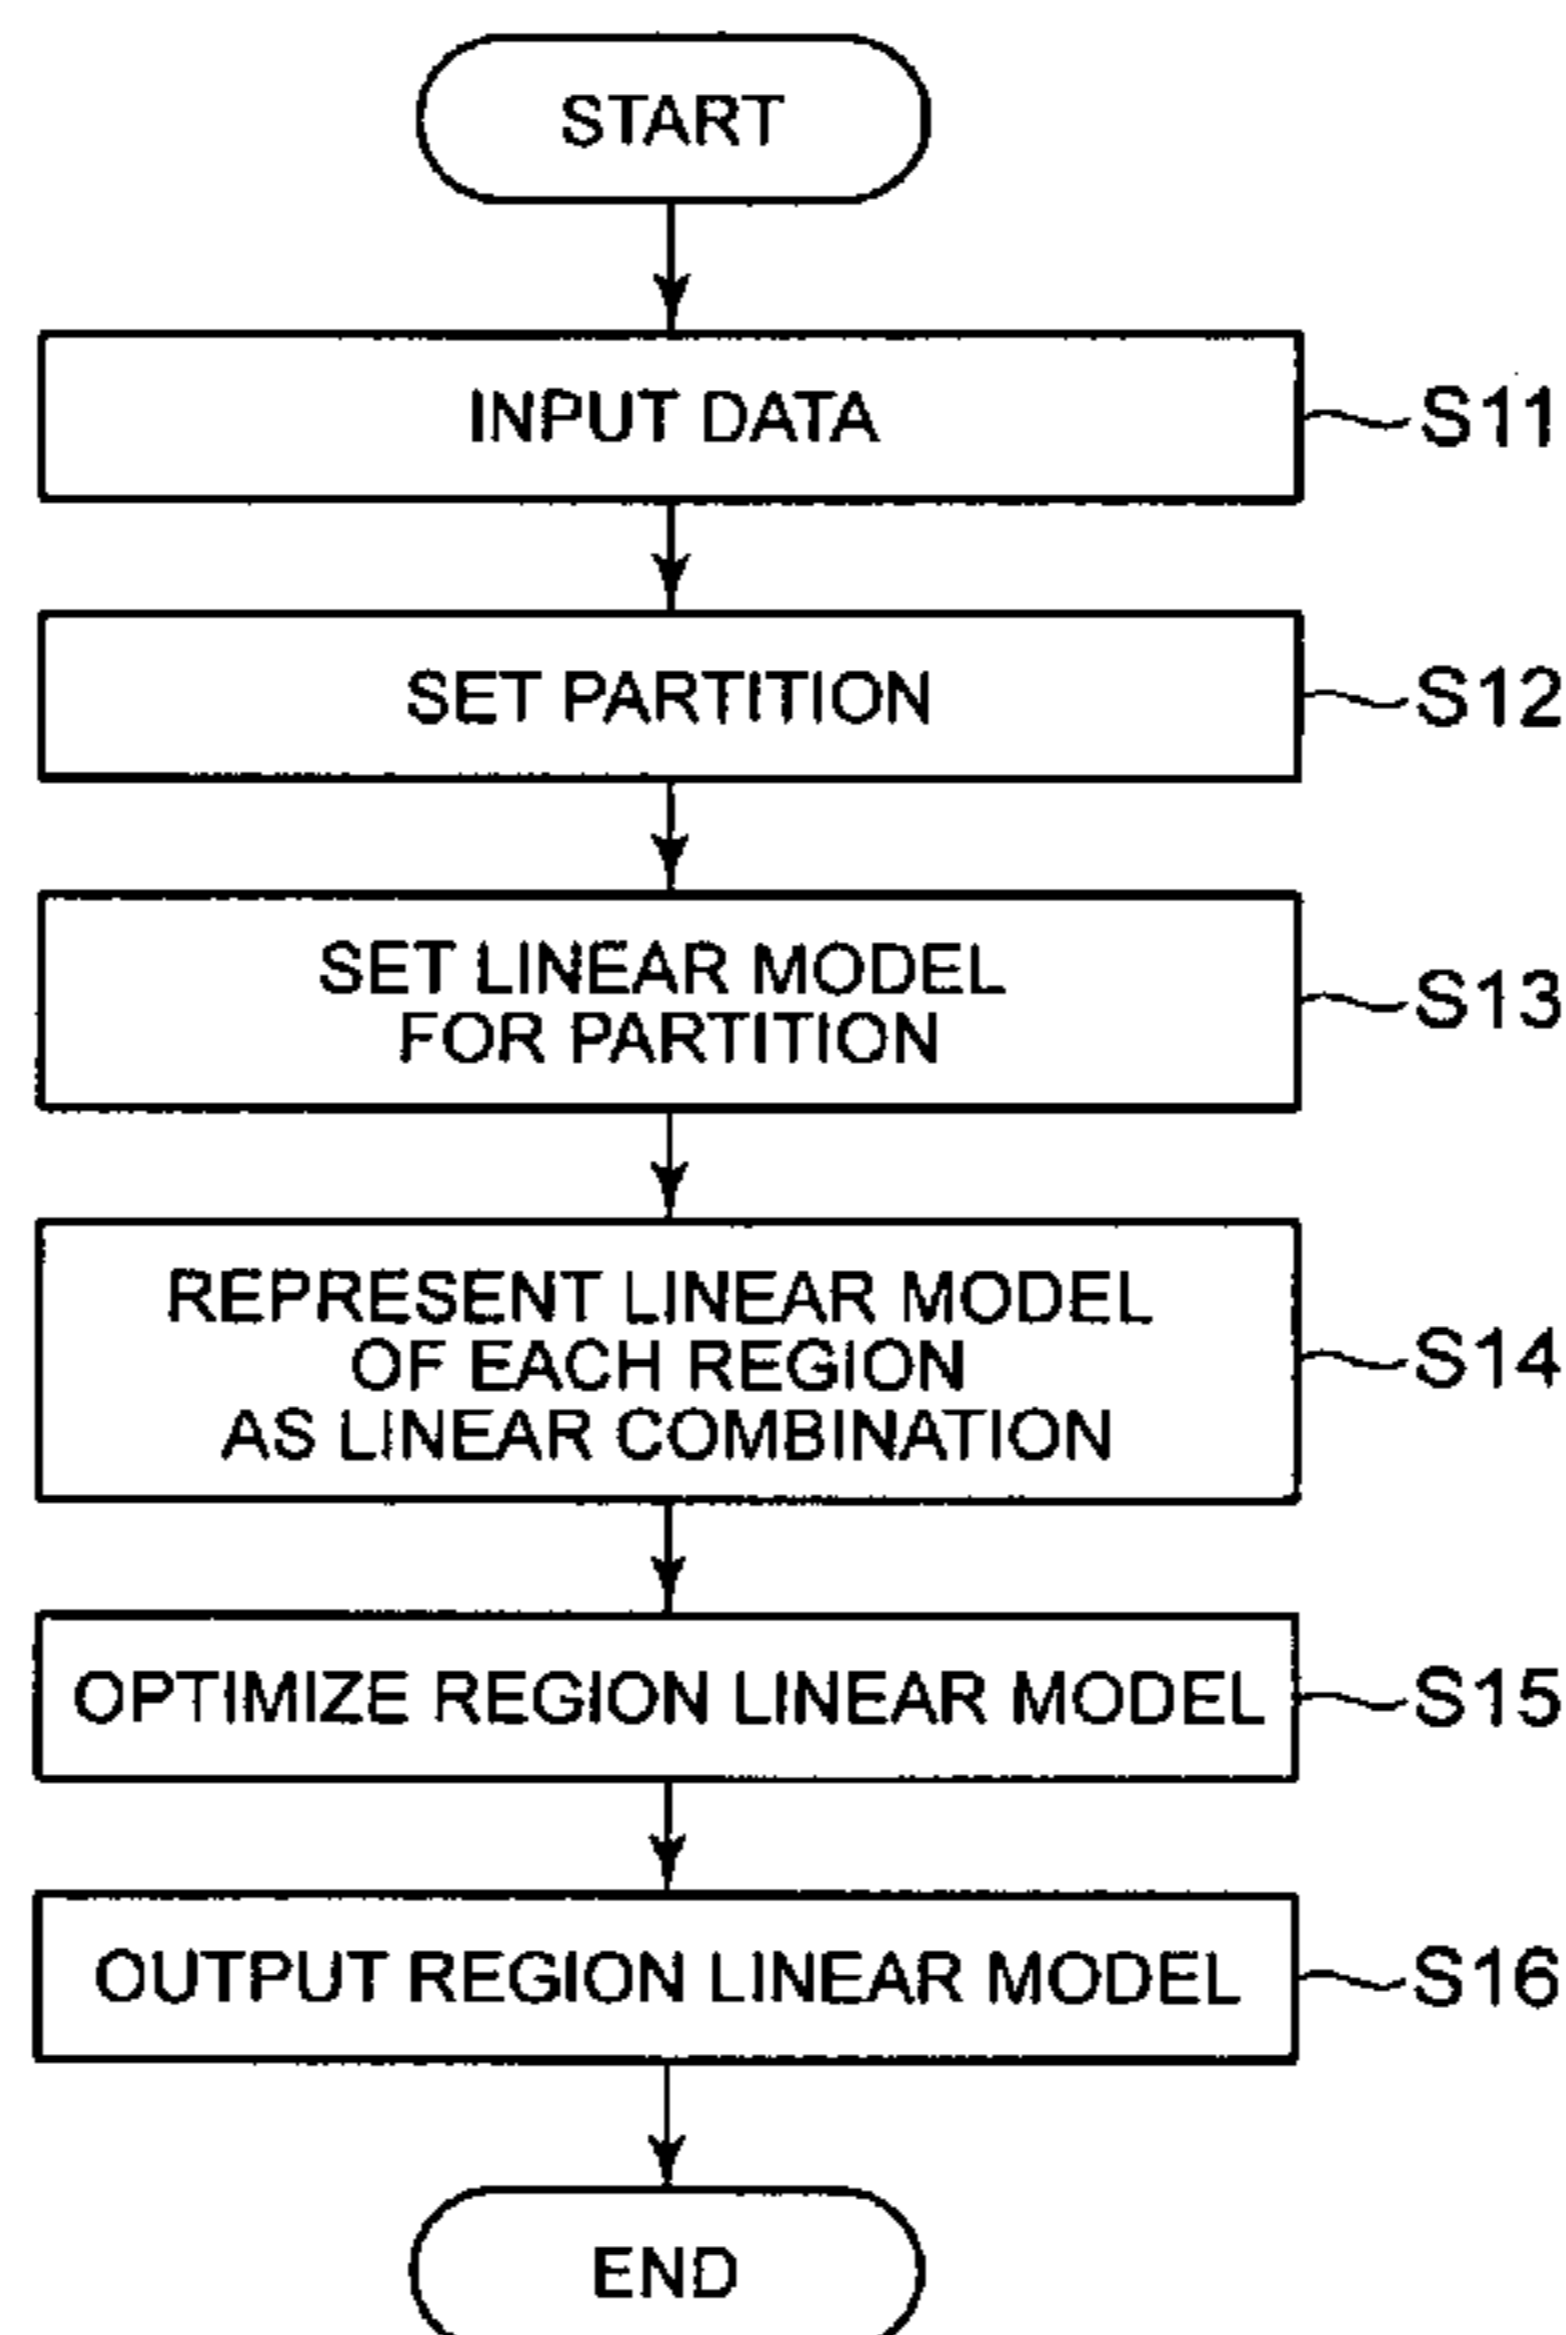 START
INPUT DATA
S11
SET PARTITION
S12
SET LINEAR MODEL
FOR PARTITION
S13
REPRESENT LINEAR MODEL
OF EACH REGION
AS LINEAR COMBINATION
S14
OPTIMIZE REGION LINEAR MODEL
S15
OUTPUT REGION LINEAR MODEL
S16
END